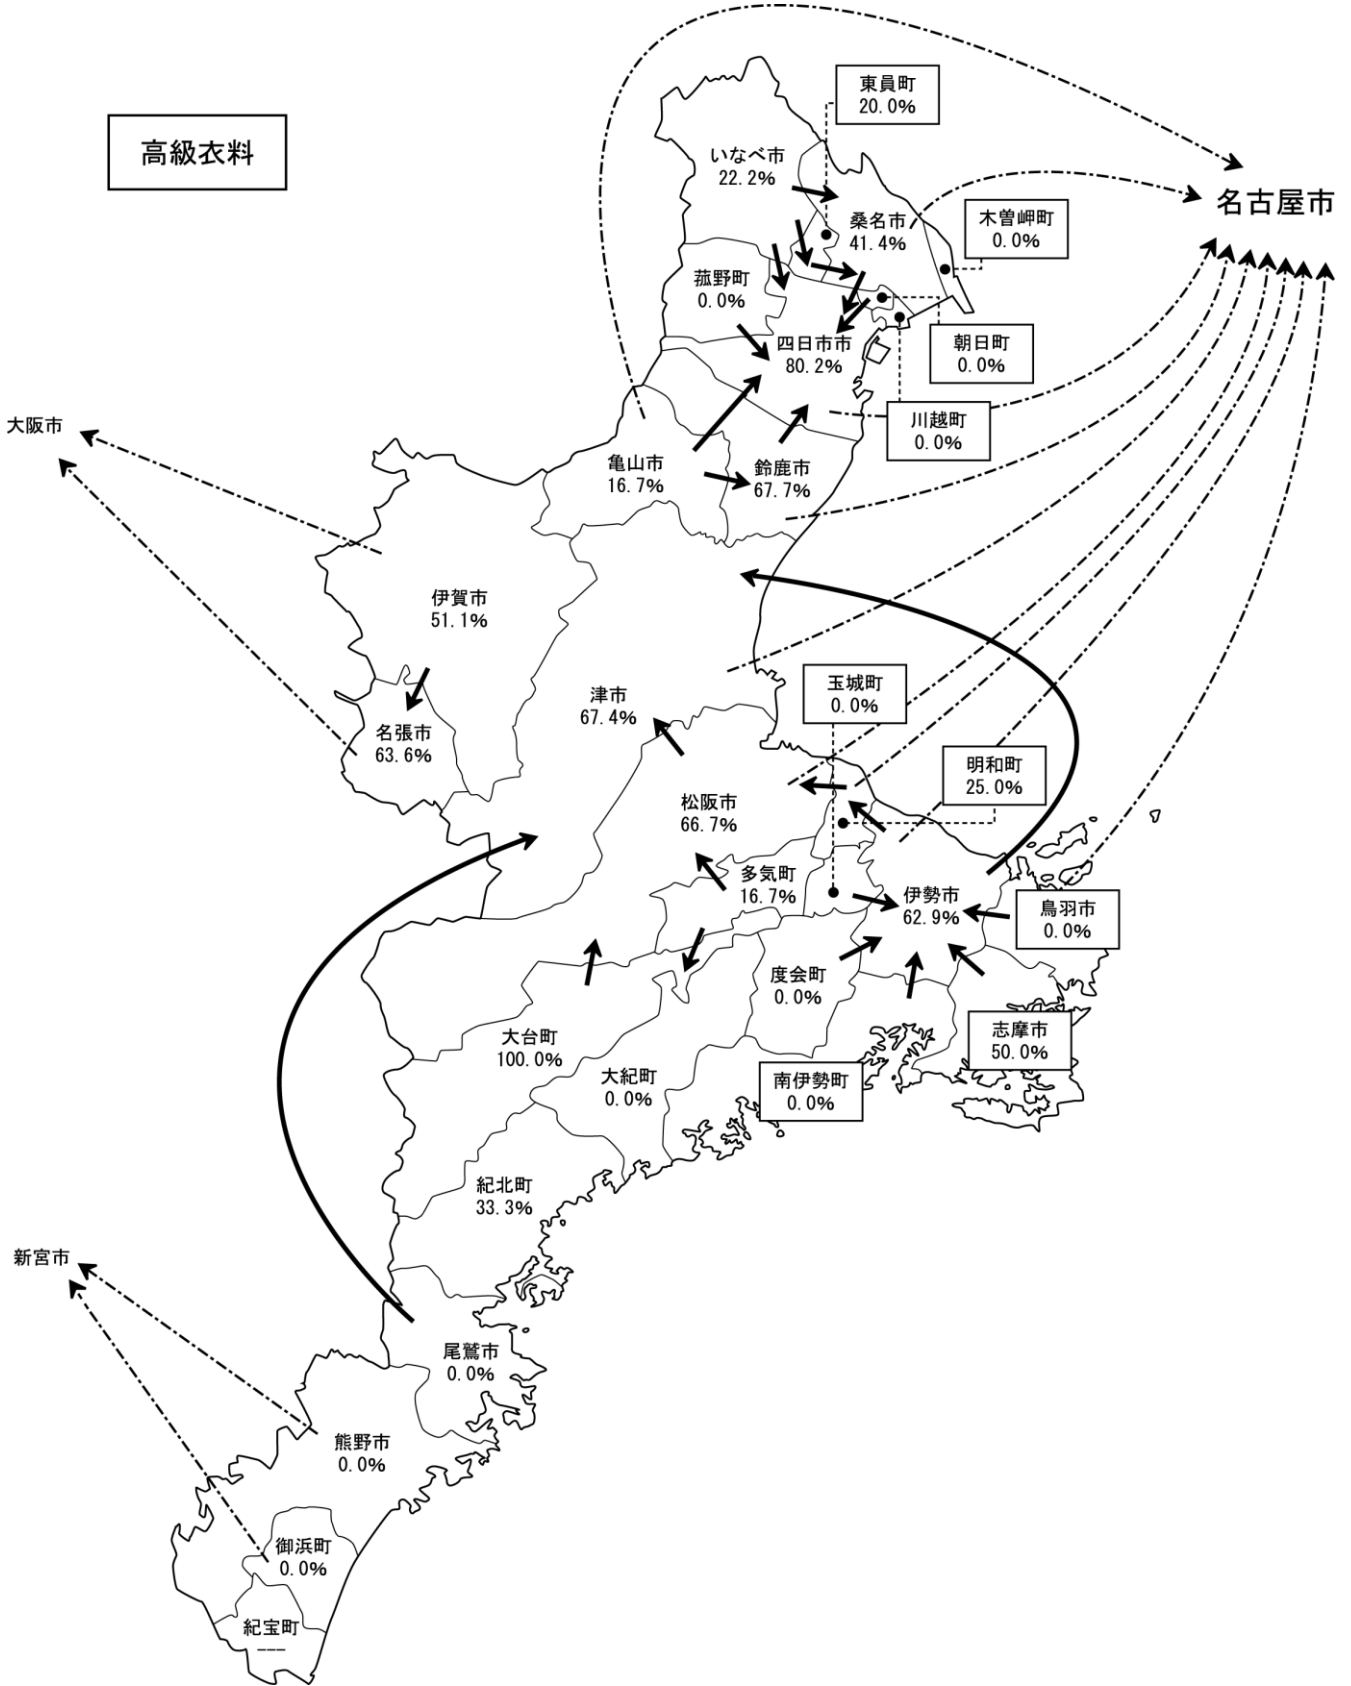 高級衣料
東員町
20.0%
いなべ市
22.2%
名古屋市
桑名市
41.4%
木曽岬町
0.0%
菰野町
0.0%
四日市市
80.2%
朝日町
0.0%
川越町
0.0%
大阪市
亀山市
16.7%
鈴鹿市
67.7%
伊賀市
51.1%
津市
67.4%
玉城町
0.0%
名張市
63.6%
明和町
25.0%
松阪市
66.7%
多気町
16.7%
伊勢市
62.9%
鳥羽市
0.0%
度会町
0.0%
大台町
100.0%
志摩市
50.0%
大紀町
0.0%
南伊勢町
0.0%
紀北町
33.3%
新宮市
尾鷲市
0.0%
熊野市
0.0%
御浜町
0.0%
紀宝町
---